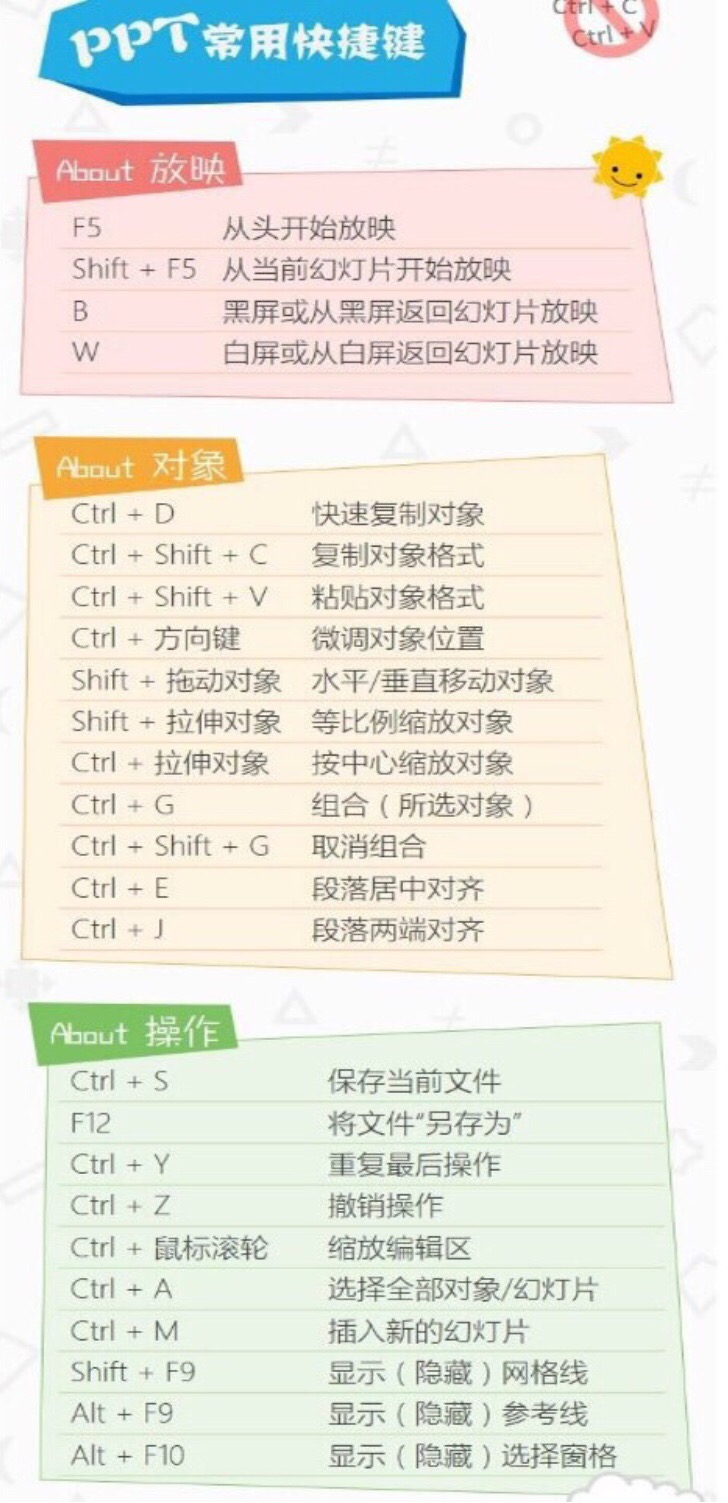 Ctrl + C
Ctrl + V
PPT常用快捷键
About 放映
F5 从头开始放映
Shift + F5 从当前幻灯片开始放映
B 黑屏或从黑屏返回幻灯片放映
W 白屏或从白屏返回幻灯片放映
About 对象
Ctrl + D 快速复制对象
Ctrl + Shift + C 复制对象格式
Ctrl + Shift + V 粘贴对象格式
Ctrl + 方向键 微调对象位置
Shift + 拖动对象 水平/垂直移动对象
Shift + 拉伸对象 等比例缩放对象
Ctrl + 拉伸对象 按中心缩放对象
Ctrl + G 组合（所选对象）
Ctrl + Shift + G 取消组合
Ctrl + E 段落居中对齐
Ctrl + J 段落两端对齐
About 操作
Ctrl + S 保存当前文件
F12 将文件“另存为”
Ctrl + Y 重复最后操作
Ctrl + Z 撤销操作
Ctrl + 鼠标滚轮 缩放编辑区
Ctrl + A 选择全部对象/幻灯片
Ctrl + M 插入新的幻灯片
Shift + F9 显示（隐藏）网格线
Alt + F9 显示（隐藏）参考线
Alt + F10 显示（隐藏）选择窗格